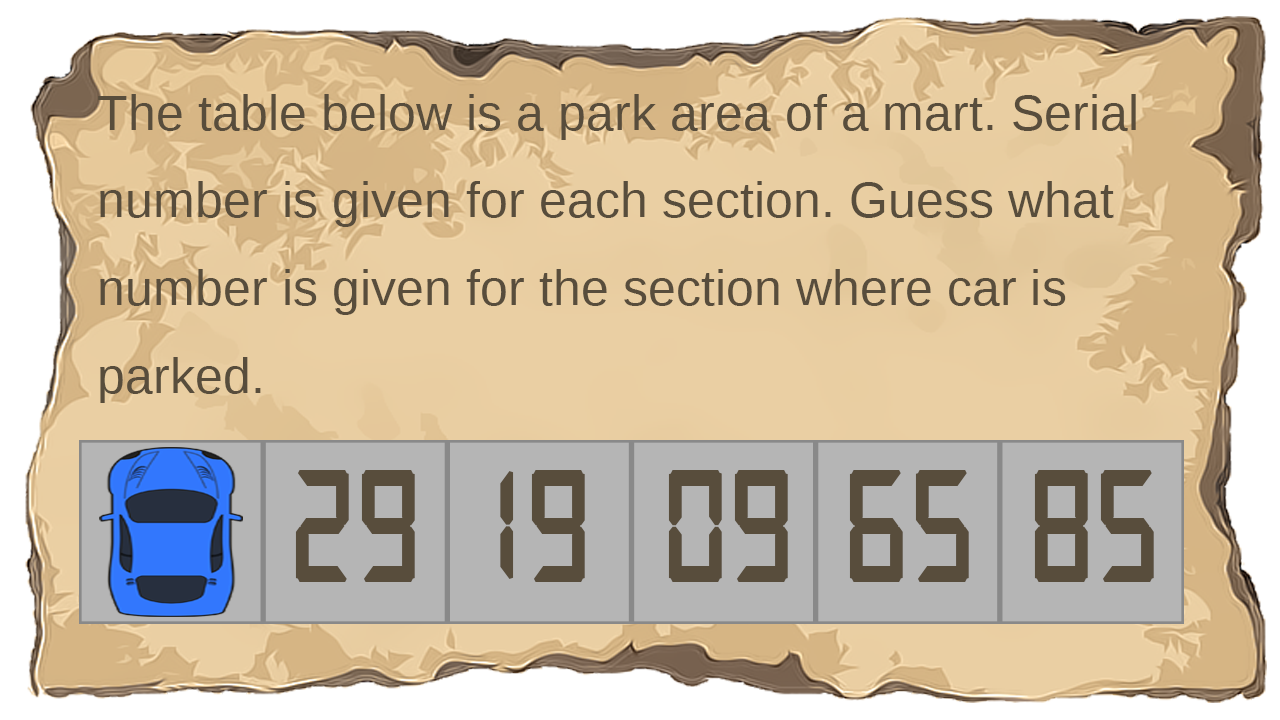 The table below is a park area of a mart. Serial
number is given for each section. Guess what
number is given for the section where car is
parked.
29 19 09 65 85